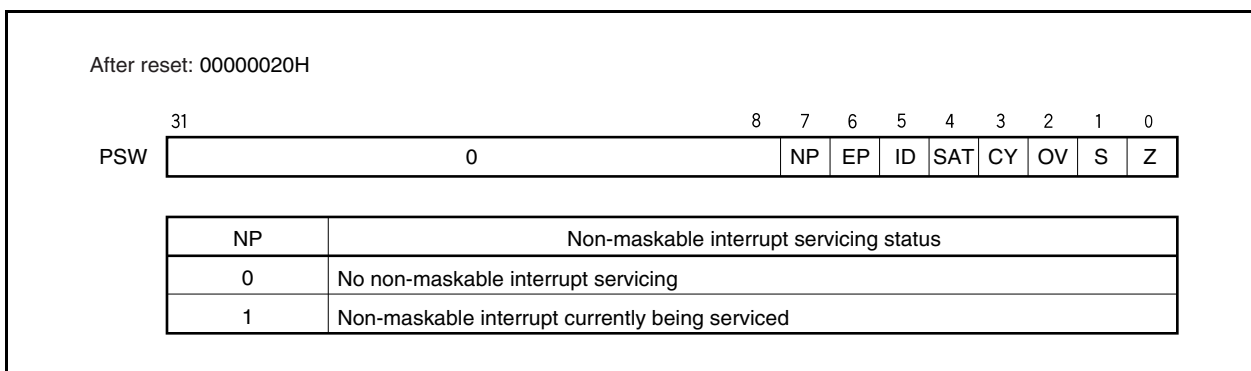 After reset: 00000020H
31 8 7 6 5 4 3 2 1 0
PSW 0 NP EP ID SAT CY OV S Z
NP Non-maskable interrupt servicing status
0 No non-maskable interrupt servicing
1 Non-maskable interrupt currently being serviced